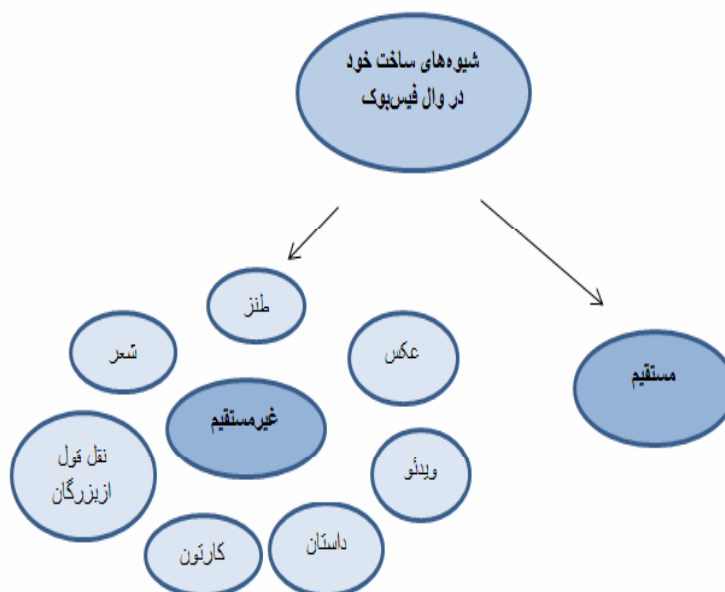 شیوه‌های ساخت خود
در وال فیس‌بوک
طنز
عکس
شعر
مستقیم
غیرمستقیم
نقل قول
ازبزرگان
ویدئو
داستان
کارتون